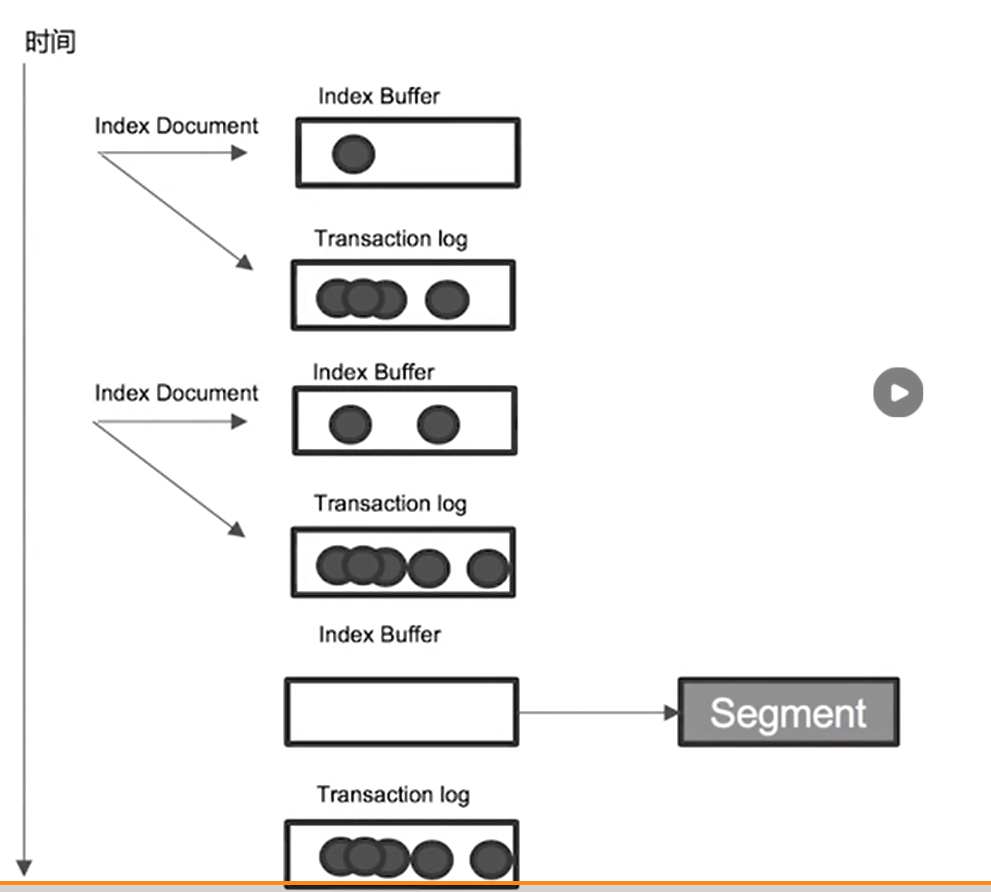 时间
Index Buffer
Index Document
Transaction log
Index Buffer
Index Document
Transaction log
Index Buffer
Segment
Transaction log